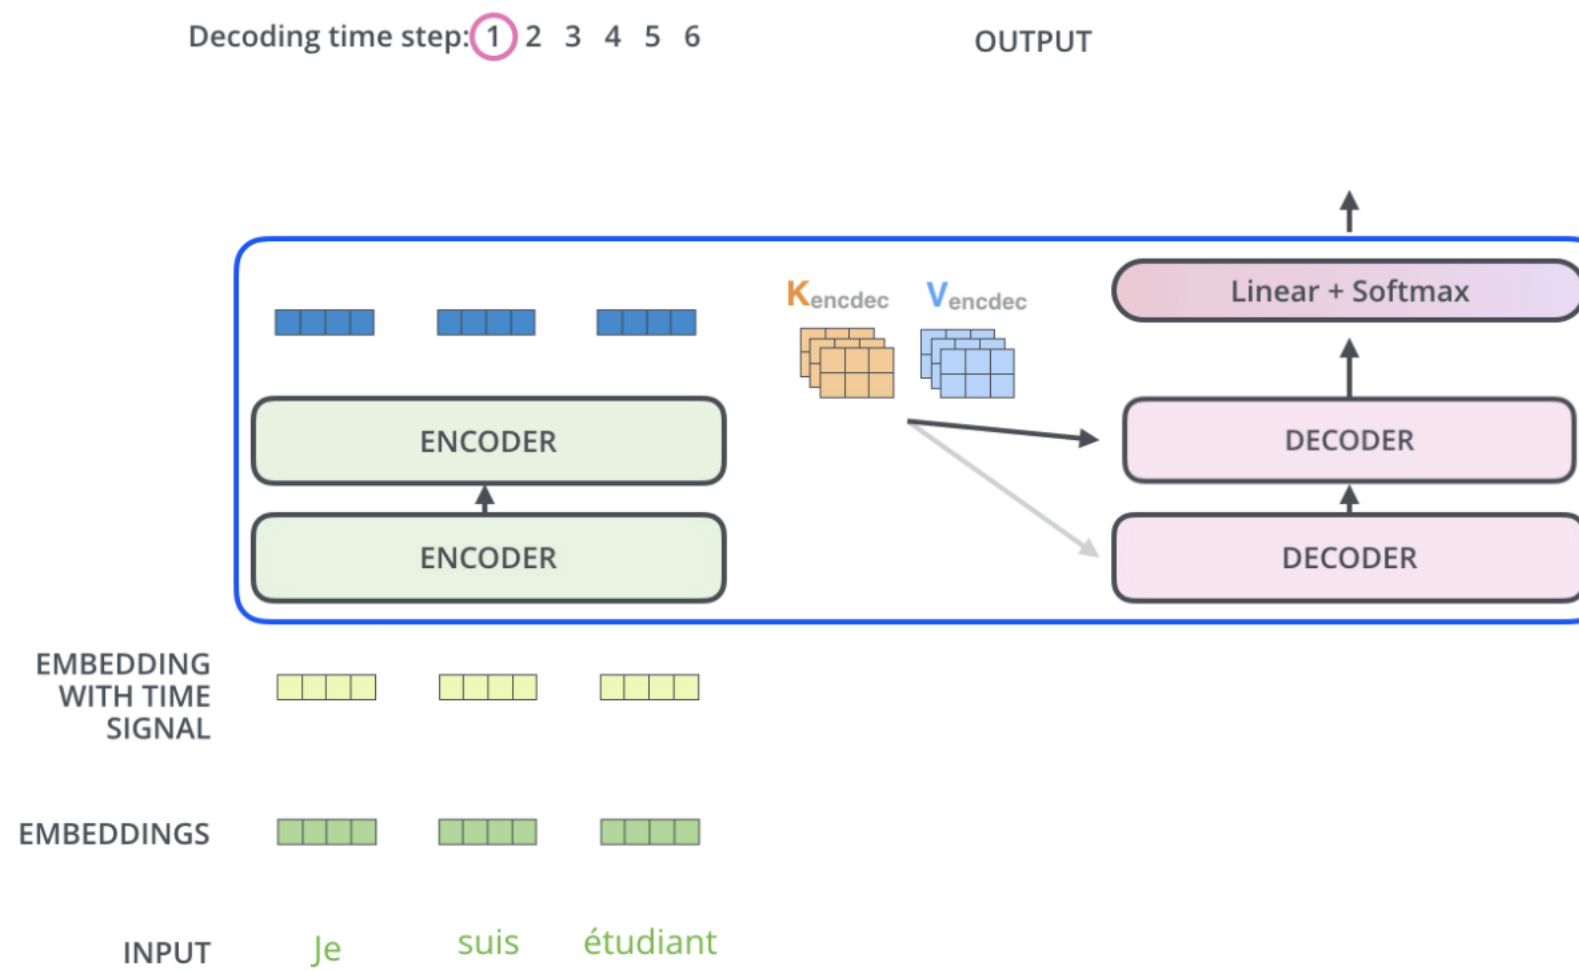 Decoding time step: 1 2 3 4 5 6
OUTPUT
Kencdec
Vencdec
Linear + Softmax
ENCODER
DECODER
ENCODER
DECODER
EMBEDDING
WITH TIME
SIGNAL
EMBEDDINGS
INPUT
Je
suis
étudiant